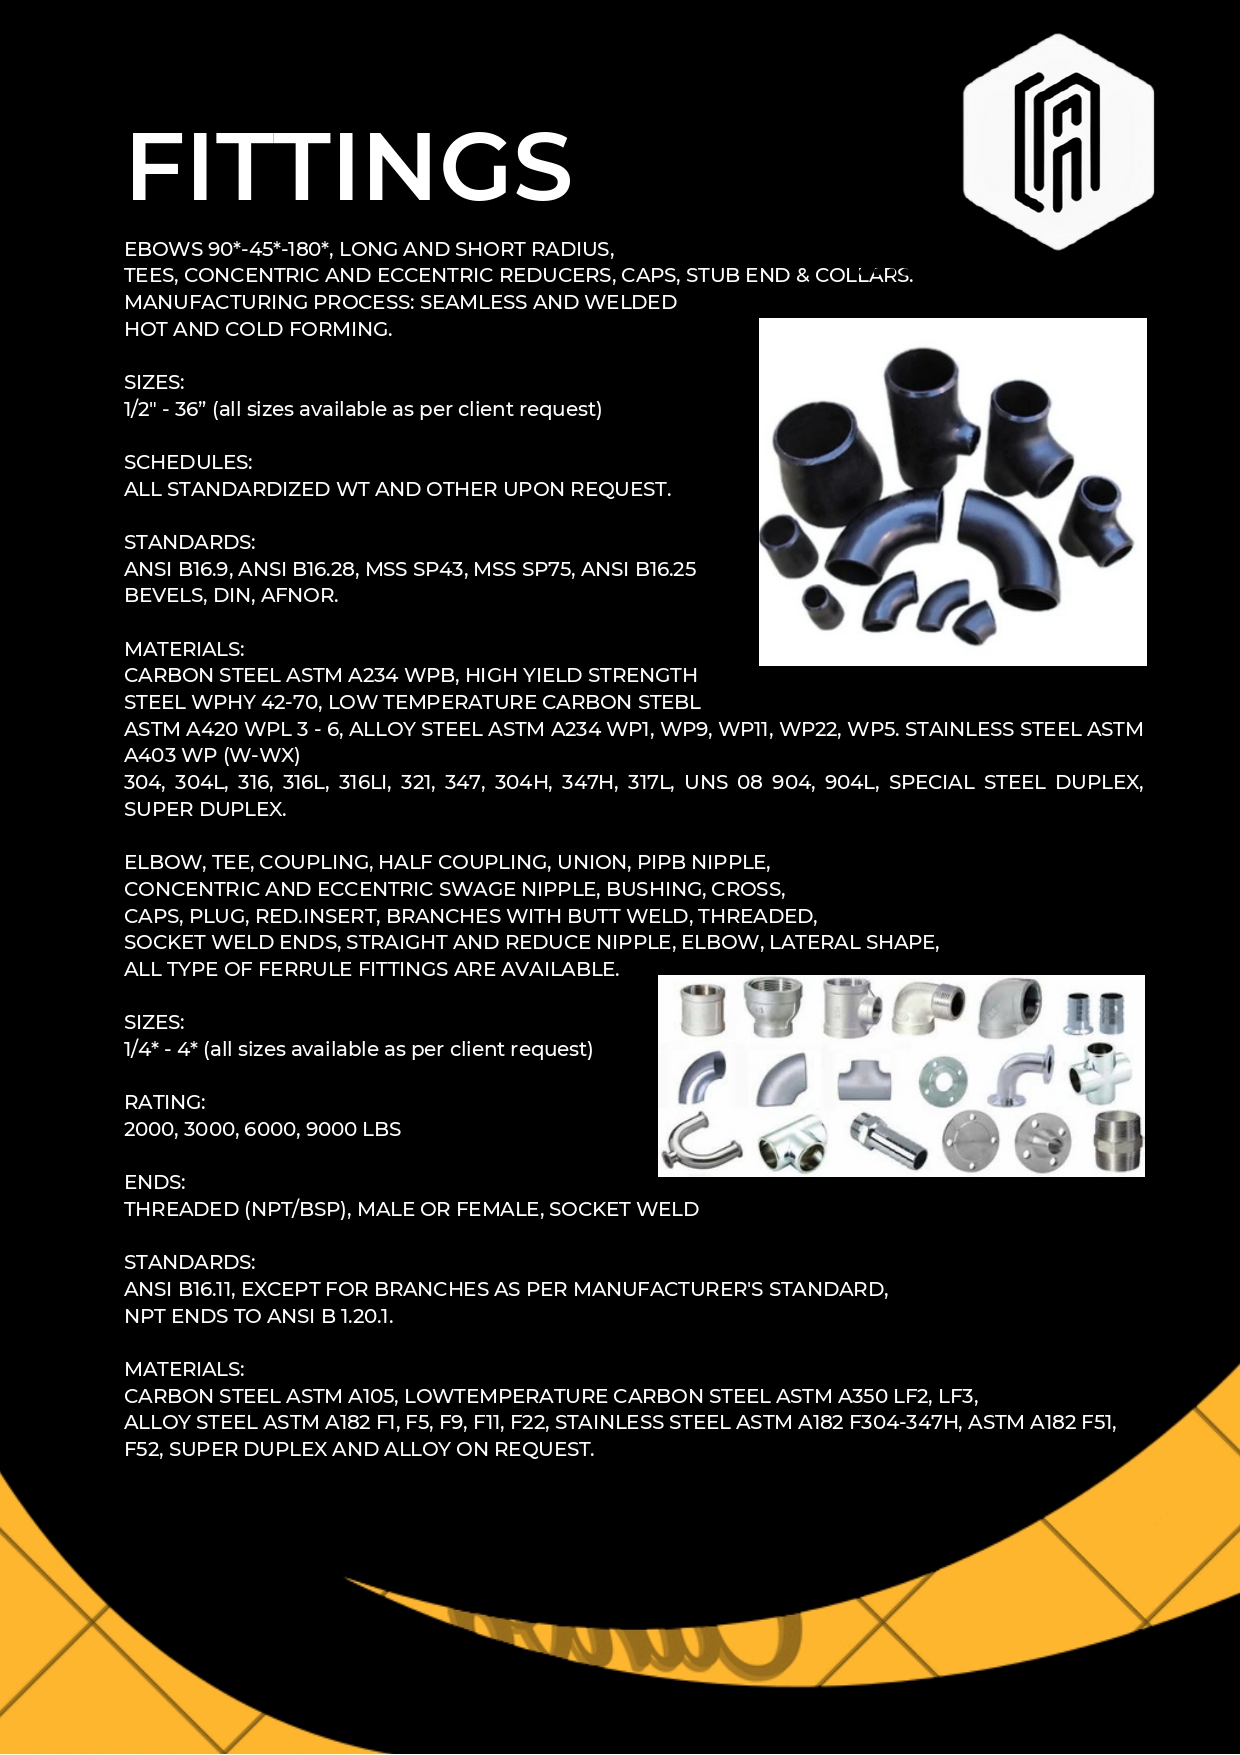 FITTINGS
EBOWS 90*-45*-180*, LONG AND SHORT RADIUS,
TEES, CONCENTRIC AND ECCENTRIC REDUCERS, CAPS, STUB END & COLLARS.
MANUFACTURING PROCESS: SEAMLESS AND WELDED
HOT AND COLD FORMING.
SIZES:
1/2" - 36” (all sizes available as per client request)
SCHEDULES:
ALL STANDARDIZED WT AND OTHER UPON REQUEST.
STANDARDS:
ANSI B16.9, ANSI B16.28, MSS SP43, MSS SP75, ANSI B16.25
BEVELS, DIN, AFNOR.
MATERIALS:
CARBON STEEL ASTM A234 WPB, HIGH YIELD STRENGTH
STEEL WPHY 42-70, LOW TEMPERATURE CARBON STEBL
ASTM A420 WPL 3 - 6, ALLOY STEEL ASTM A234 WP1, WP9, WP11, WP22, WP5. STAINLESS STEEL ASTM
A403 WP (W-WX)
304, 304L, 316, 316L, 316LI, 321, 347, 304H, 347H, 317L, UNS 08 904, 904L, SPECIAL STEEL DUPLEX,
SUPER DUPLEX.
ELBOW, TEE, COUPLING, HALF COUPLING, UNION, PIPB NIPPLE,
CONCENTRIC AND ECCENTRIC SWAGE NIPPLE, BUSHING, CROSS,
CAPS, PLUG, RED.INSERT, BRANCHES WITH BUTT WELD, THREADED,
SOCKET WELD ENDS, STRAIGHT AND REDUCE NIPPLE, ELBOW, LATERAL SHAPE,
ALL TYPE OF FERRULE FITTINGS ARE AVAILABLE.
SIZES:
1/4* - 4* (all sizes available as per client request)
RATING:
2000, 3000, 6000, 9000 LBS
ENDS:
THREADED (NPT/BSP), MALE OR FEMALE, SOCKET WELD
STANDARDS:
ANSI B16.11, EXCEPT FOR BRANCHES AS PER MANUFACTURER'S STANDARD,
NPT ENDS TO ANSI B 1.20.1.
MATERIALS:
CARBON STEEL ASTM A105, LOWTEMPERATURE CARBON STEEL ASTM A350 LF2, LF3,
ALLOY STEEL ASTM A182 F1, F5, F9, F11, F22, STAINLESS STEEL ASTM A182 F304-347H, ASTM A182 F51,
F52, SUPER DUPLEX AND ALLOY ON REQUEST.